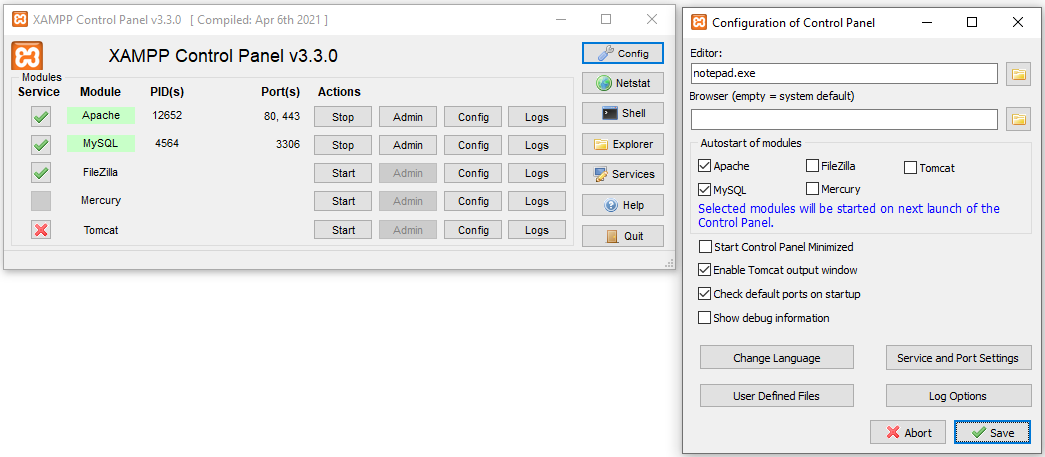 XAMPP Control Panel v3.3.0 [ Compiled: Apr 6th 2021 ]
XAMPP Control Panel v3.3.0
Modules
Service Module PID(s) Port(s) Actions
Apache 12652 80, 443 Stop Admin Config Logs
MySQL 4564 3306 Stop Admin Config Logs
FileZilla Start Admin Config Logs
Mercury Start Admin Config Logs
Tomcat Start Admin Config Logs
Config
Netstat
Shell
Explorer
Services
Help
Quit
Configuration of Control Panel
Editor:
notepad.exe
Browser (empty = system default)
Autostart of modules
Apache FileZilla Tomcat
MySQL Mercury
Selected modules will be started on next launch of the
Control Panel.
Start Control Panel Minimized
Enable Tomcat output window
Check default ports on startup
Show debug information
Change Language Service and Port Settings
User Defined Files Log Options
Abort Save